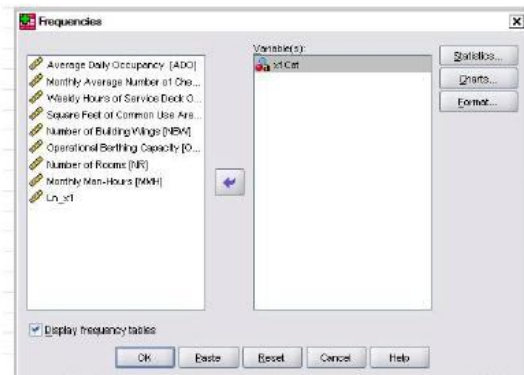 Frequencies
Average Daily Occupancy [ADO]
Monthly Average Number of Che...
Weekly Hours of Service Desk O...
Square Feet of Common Use Are...
Number of Building Wings [NBW]
Operational Berthing Capacity [O...
Number of Rooms [NR]
Monthly Man-Hours [MMH]
Ln_x1
Variable(s):
x1Cat
Statistics...
Charts...
Format...
Display frequency tables
OK
Paste
Reset
Cancel
Help